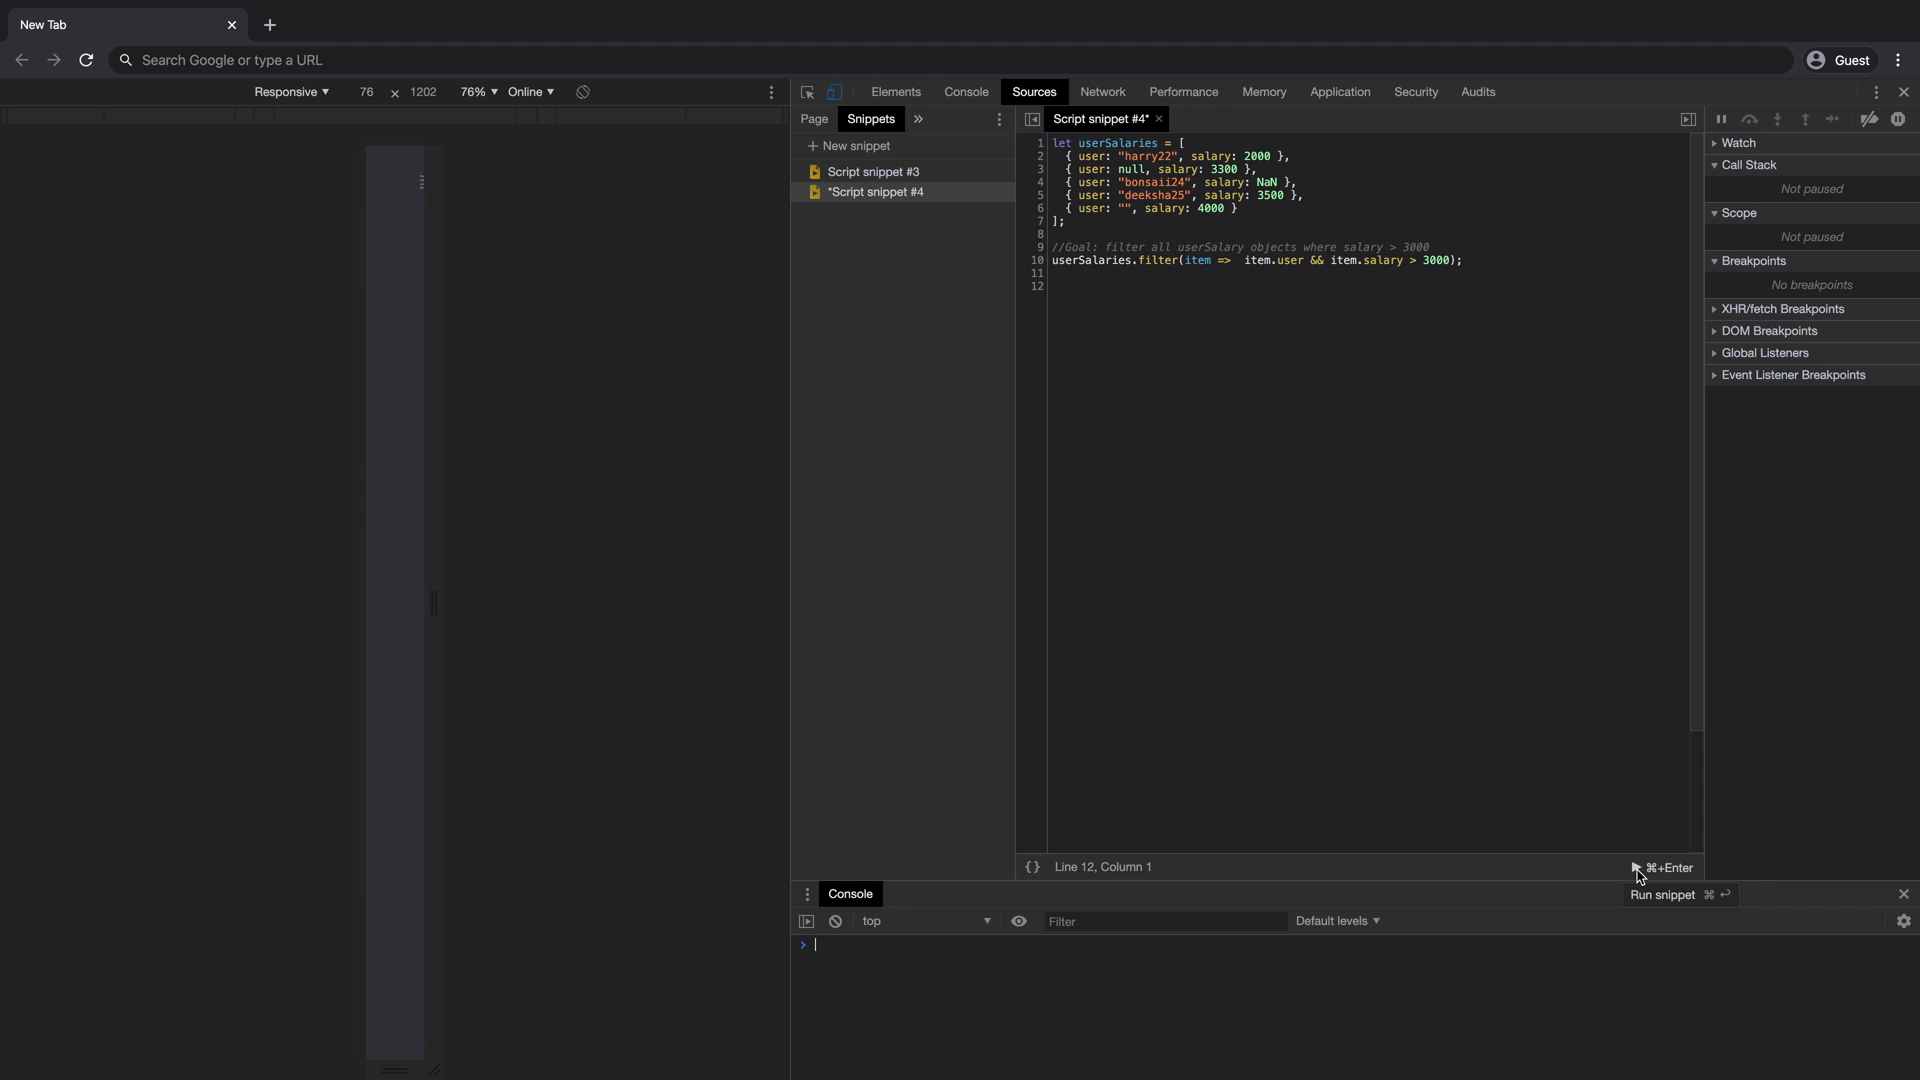 New Tab
Search Google or type a URL
Guest
Responsive ▼ 76 × 1202 76% ▼ Online ▼
Elements Console Sources Network Performance Memory Application Security Audits
Page Snippets » Script snippet #4* ×
+ New snippet
Script snippet #3
*Script snippet #4
1 let userSalaries = [
2 { user: "harry22", salary: 2000 },
3 { user: null, salary: 3300 },
4 { user: "bonsaii24", salary: NaN },
5 { user: "deeksha25", salary: 3500 },
6 { user: "", salary: 4000 }
7 ];
8
9 //Goal: filter all userSalary objects where salary > 3000
10 userSalaries.filter(item => item.user && item.salary > 3000);
11
12
Watch
Call Stack
Not paused
Scope
Not paused
Breakpoints
No breakpoints
XHR/fetch Breakpoints
DOM Breakpoints
Global Listeners
Event Listener Breakpoints
{} Line 12, Column 1
⌘+Enter
Console
Run snippet ⌘ ↩
top ▼ Filter Default levels ▼
>